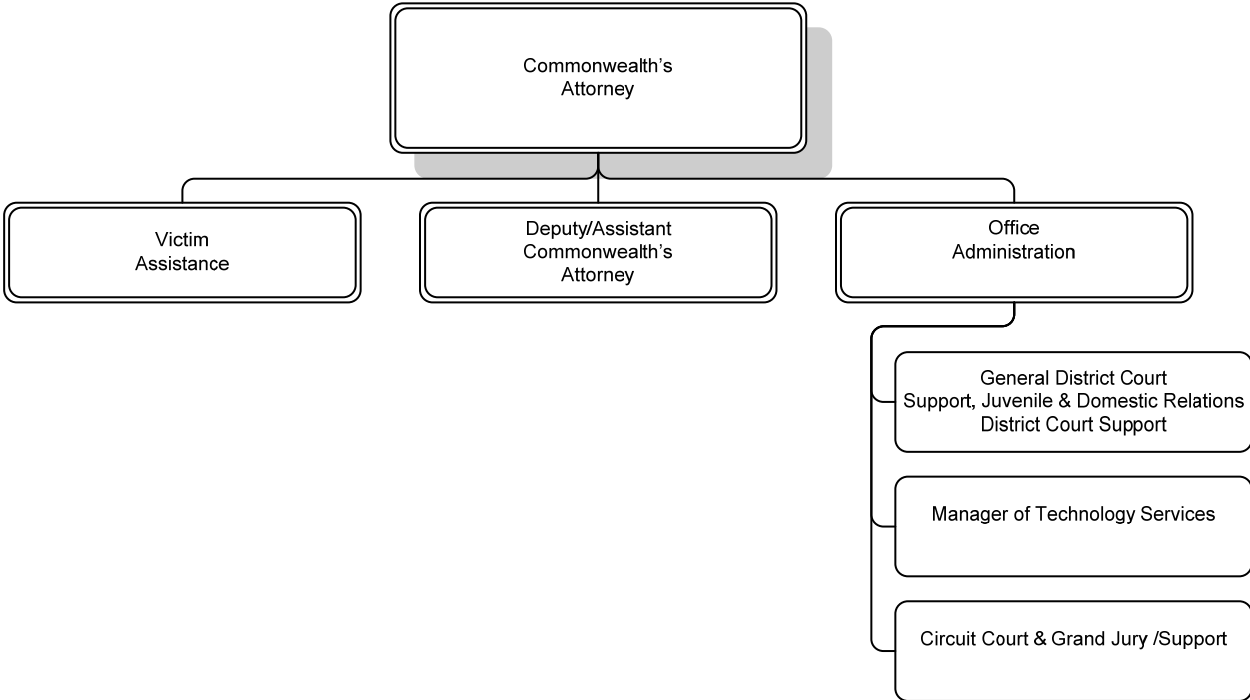 Commonwealth's
Attorney
Victim
Assistance
Deputy/Assistant
Commonwealth's
Attorney
Office
Administration
General District Court
Support, Juvenile & Domestic Relations
District Court Support
Manager of Technology Services
Circuit Court & Grand Jury /Support